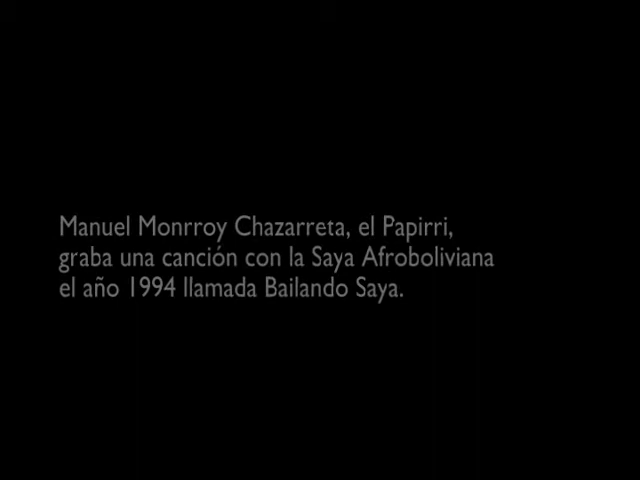 Manuel Monrroy Chazarreta, el Papirri,
graba una canción con la Saya Afroboliviana
el año 1994 llamada Bailando Saya.